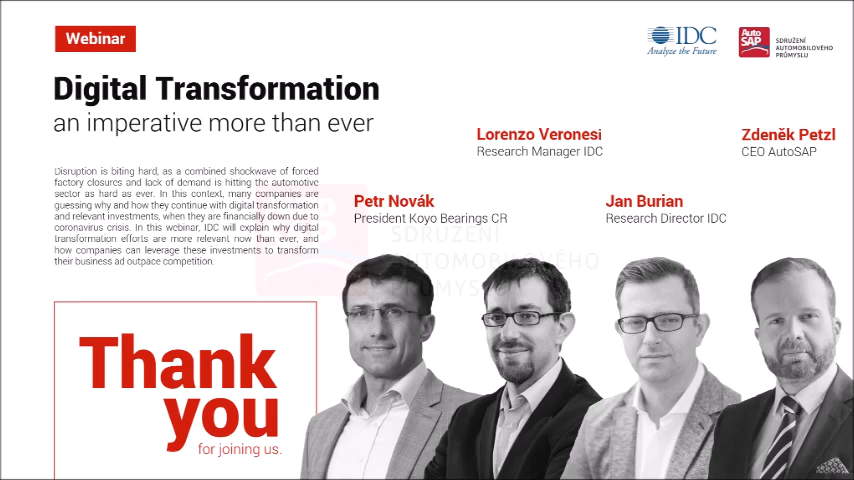 Webinar
IDC
Analyze the Future
Auto
SAP
SDRUŽENÍ
AUTOMOBILOVÉHO
PRŮMYSLU
Digital Transformation
an imperative more than ever
Lorenzo Veronesi
Research Manager IDC
Zdeněk Petzl
CEO AutoSAP
Disruption is biting hard, as a combined shockwave of forced
factory closures and lack of demand is hitting the automotive
sector as hard as ever. In this context, many companies are
guessing why and how they continue with digital transformation
and relevant investments, when they are financially down due to
coronavirus crisis. In this webinar, IDC will explain why digital
transformation efforts are more relevant now than ever, and
how companies can leverage these investments to transform
their business ad outpace competition.
Petr Novák
President Koyo Bearings CR
Jan Burian
Research Director IDC
SDRUŽENÍ
AUTOMOBILOVÉHO
PRŮMYSLU
Thank
you
for joining us.